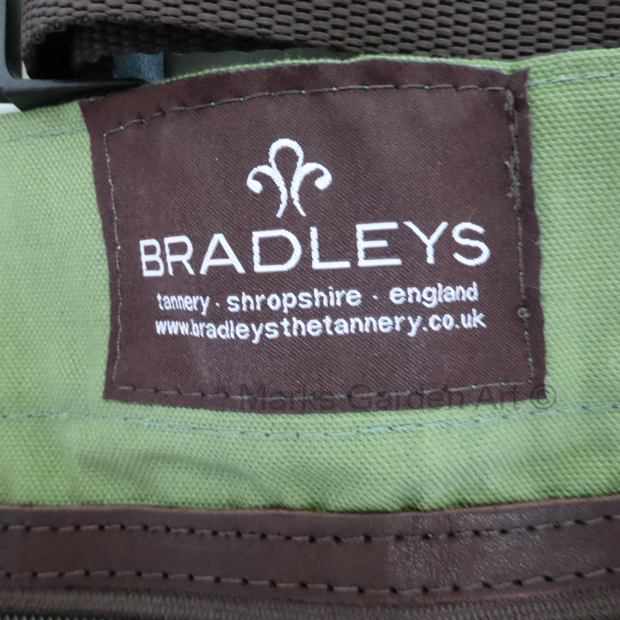 BRADLEYS
tannery · shropshire · england
www.bradleysthetannery.co.uk
© Marks Garden Art ©